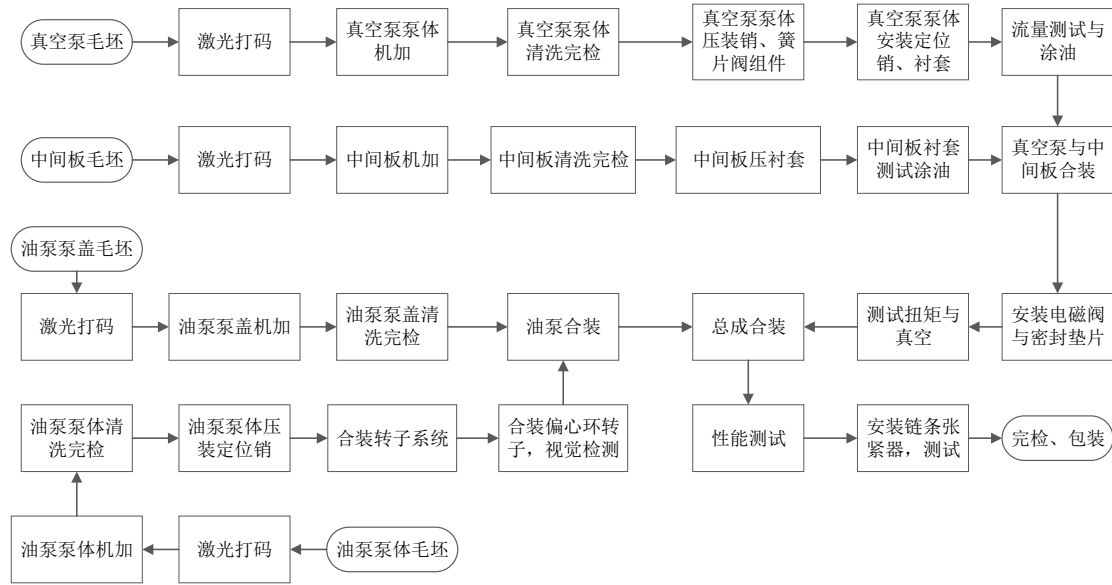 真空泵毛坯
激光打码
真空泵泵体
机加
真空泵泵体
清洗完检
真空泵泵体
压装销、簧
片阀组件
真空泵泵体
安装定位
销、衬套
流量测试与
涂油
中间板毛坯
激光打码
中间板机加
中间板清洗完检
中间板压衬套
中间板衬套
测试涂油
真空泵与中
间板合装
油泵泵盖毛坯
激光打码
油泵泵盖机加
油泵泵盖清
洗完检
油泵合装
总成合装
测试扭矩与
真空
安装电磁阀
与密封垫片
油泵泵体清
洗完检
油泵泵体压
装定位销
合装转子系统
合装偏心环转
子，视觉检测
性能测试
安装链条张
紧器，测试
完检、包装
油泵泵体机加
激光打码
油泵泵体毛坯